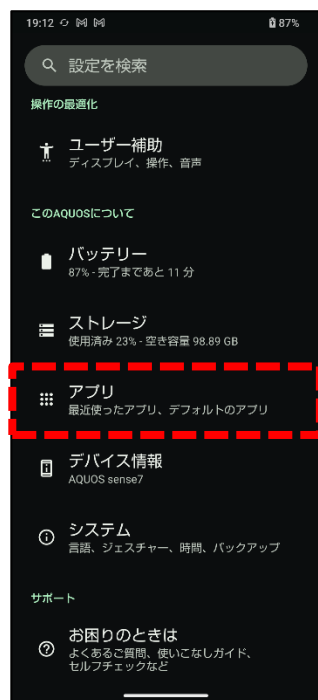 19:12 87%
設定を検索
操作の最適化
ユーザー補助
ディスプレイ、操作、音声
このAQUOSについて
バッテリー
87% - 完了まであと 11 分
ストレージ
使用済み 23% - 空き容量 98.89 GB
アプリ
最近使ったアプリ、デフォルトのアプリ
デバイス情報
AQUOS sense7
システム
言語、ジェスチャー、時間、バックアップ
サポート
お困りのときは
よくあるご質問、使いこなしガイド、
セルフチェックなど